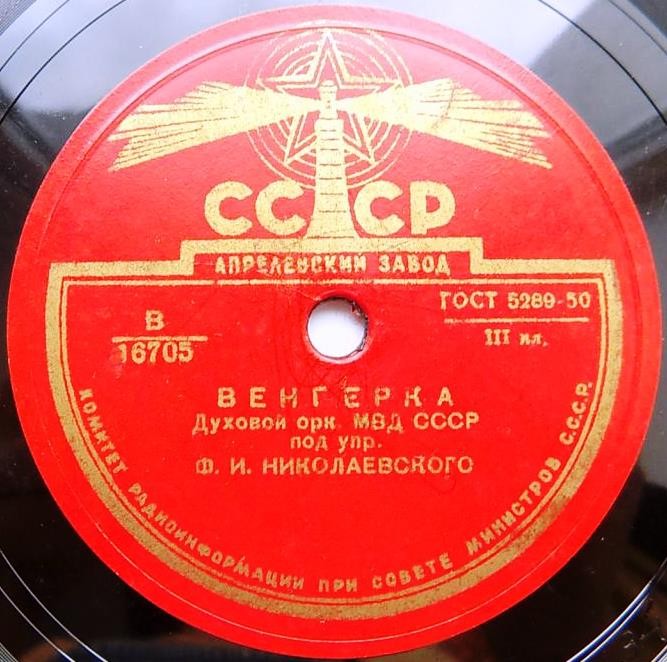 СССР
АПРЕЛЕВСКИЙ ЗАВОД
В
16705
ГОСТ 5289-50
III кл.
ВЕНГЕРКА
Духовой орк. МВД СССР
под упр.
Ф. И. НИКОЛАЕВСКОГО
КОМИТЕТ РАДИОИНФОРМАЦИИ ПРИ СОВЕТЕ МИНИСТРОВ С.С.С.Р.